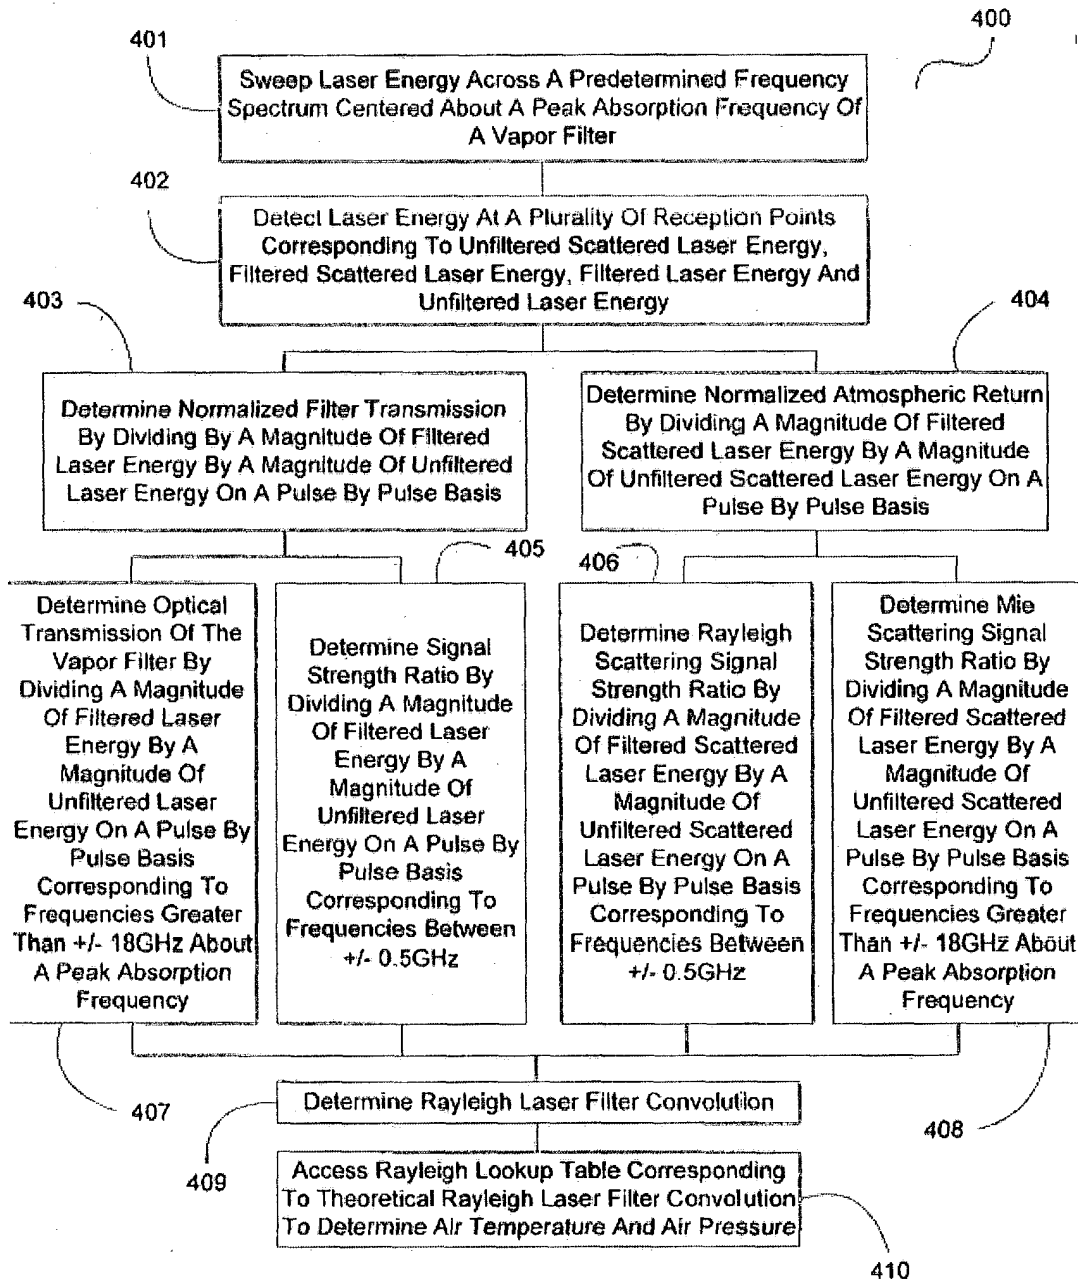 400
401
Sweep Laser Energy Across A Predetermined Frequency
Spectrum Centered About A Peak Absorption Frequency Of
A Vapor Filter
402
Detect Laser Energy At A Plurality Of Reception Points
Corresponding To Unfiltered Scattered Laser Energy,
Filtered Scattered Laser Energy, Filtered Laser Energy And
Unfiltered Laser Energy
403
404
Determine Normalized Filter Transmission
By Dividing By A Magnitude Of Filtered
Laser Energy By A Magnitude Of Unfiltered
Laser Energy On A Pulse By Pulse Basis
Determine Normalized Atmospheric Return
By Dividing A Magnitude Of Filtered
Scattered Laser Energy By A Magnitude
Of Unfiltered Scattered Laser Energy On A
Pulse By Pulse Basis
405
406
Determine Optical
Transmission Of The
Vapor Filter By
Dividing A Magnitude
Of Filtered Laser
Energy By A
Magnitude Of
Unfiltered Laser
Energy On A Pulse By
Pulse Basis
Corresponding To
Frequencies Greater
Than +/- 18GHz About
A Peak Absorption
Frequency
Determine Signal
Strength Ratio By
Dividing A Magnitude
Of Filtered Laser
Energy By A
Magnitude Of
Unfiltered Laser
Energy On A Pulse By
Pulse Basis
Corresponding To
Frequencies Between
+/- 0.5GHz
Determine Rayleigh
Scattering Signal
Strength Ratio By
Dividing A Magnitude
Of Filtered Scattered
Laser Energy By A
Magnitude Of
Unfiltered Scattered
Laser Energy On A
Pulse By Pulse Basis
Corresponding To
Frequencies Between
+/- 0.5GHz
Determine Mie
Scattering Signal
Strength Ratio By
Dividing A Magnitude
Of Filtered Scattered
Laser Energy By A
Magnitude Of
Unfiltered Scattered
Laser Energy On A
Pulse By Pulse Basis
Corresponding To
Frequencies Greater
Than +/- 18GHz About
A Peak Absorption
Frequency
407
408
Determine Rayleigh Laser Filter Convolution
409
Access Rayleigh Lookup Table Corresponding
To Theoretical Rayleigh Laser Filter Convolution
To Determine Air Temperature And Air Pressure
410